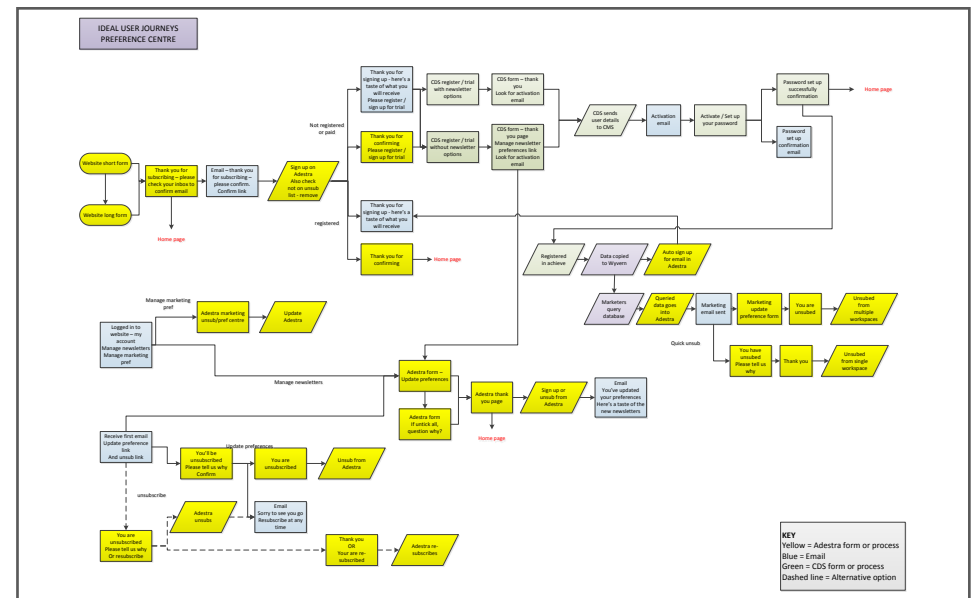 IDEAL USER JOURNEYS
PREFERENCE CENTRE
Thank you for
signing up - here's a
taste of what you
will receive
Please register /
sign up for trial
CDS register / trial
with newsletter
options
CDS form – thank
you
Look for activation
email
Password set up
successfully
confirmation
Home page
Not registered
or paid
Thank you for
confirming
Please register /
sign up for trial
CDS register / trial
without newsletter
options
CDS form – thank
you page
Manage newsletter
preferences link
Look for activation
email
CDS sends
user details
to CMS
Activation
email
Activate / Set up
your password
Password
set up
confirmation
email
Website short form
Website long form
Thank you for
subscribing – please
check your inbox to
confirm email
Email – thank you
for subscribing –
please confirm.
Confirm link
Sign up on
Adestra
Also check
not on unsub
list - remove
Home page
registered
Thank you for
signing up - here's a
taste of what you
will receive
Thank you for
confirming
Home page
Registered
in achieve
Data copied
to Wyvern
Auto sign up
for email in
Adestra
Marketers
query
database
Queried
data goes
into
Adestra
Marketing
email sent
Marketing
update
preference form
You are
unsubed
Unsubed
from
multiple
workspaces
Quick unsub
You have
unsubed
Please tell us
why
Thank you
Unsubed
from single
workspace
Manage marketing
pref
Logged in to
website – my
account
Manage newsletters
Manage marketing
pref
Adestra marketing
unsub/pref centre
Update
Adestra
Manage newsletters
Adestra form –
Update preferences
Adestra form
If untick all,
question why?
Adestra thank
you page
Sign up or
unsub from
Adestra
Email
You've updated
your preferences
Here's a taste of the
new newsletters
Home page
Receive first email
Update preference
link
And unsub link
Update preferences
You'll be
unsubscribed
Please tell us why
Confirm
You are
unsubscribed
Unsub from
Adestra
unsubscribe
Adestra
unsubs
Email
Sorry to see you go
Resubscribe at any
time
You are
unsubscribed
Please tell us why
Or resubscribe
Thank you
OR
Your are re-
subscribed
Adestra re-
subscribes
KEY
Yellow = Adestra form or process
Blue = Email
Green = CDS form or process
Dashed line = Alternative option